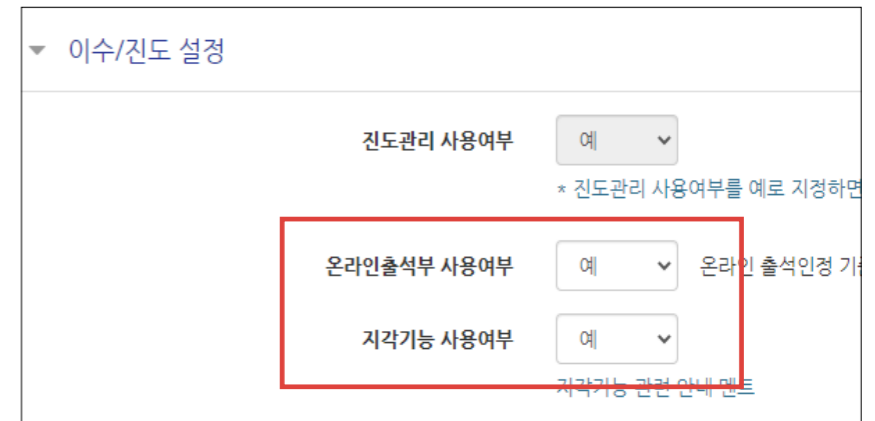 이수/진도 설정
진도관리 사용여부 예
* 진도관리 사용여부를 예로 지정하면
온라인출석부 사용여부 예 온라인 출석인정 기
지각기능 사용여부 예
지각기능 관련 안내 멘트